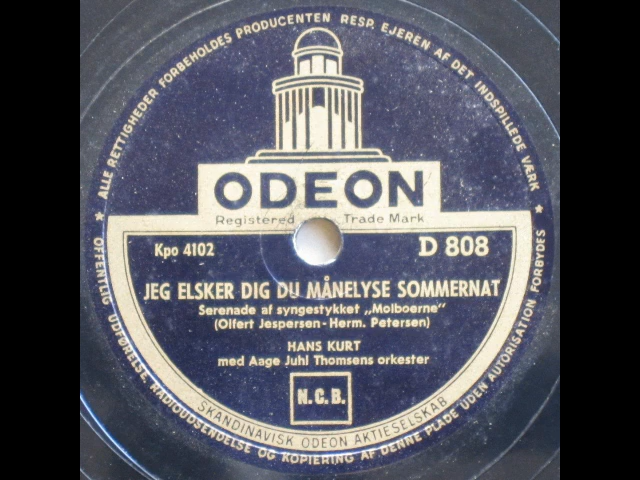 ALLE RETTIGHEDER FORBEHOLDES PRODUCENTEN RESP. EJEREN AF DET INDSPILLEDE VÆRK
ODEON
Registered Trade Mark
Kpo 4102
D 808
JEG ELSKER DIG DU MÅNELYSE SOMMERNAT
Serenade af syngestykket „Molboerne"
(Olfert Jespersen - Herm. Petersen)
HANS KURT
med Aage Juhl Thomsens orkester
N.C.B.
SKANDINAVISK ODEON AKTIESELSKAB
OFFENTLIG UDFØRELSE, RADIOUDSENDELSE OG KOPIERING AF DENNE PLADE UDEN AUTORISATION FORBYDES